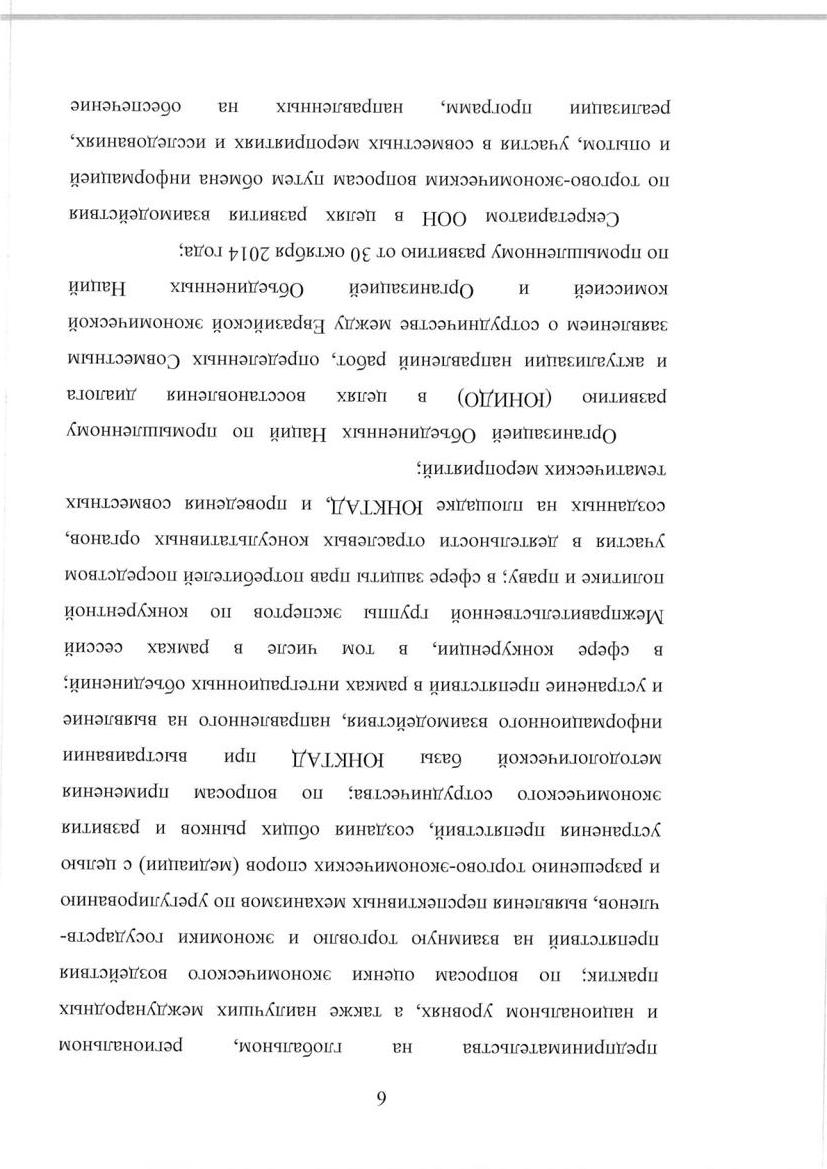 6
предпринимательства на глобальном, региональном
и национальном уровнях, а также наилучших международных
практик; по вопросам оценки экономического воздействия
препятствий на взаимную торговлю и экономики государств-
членов, выявления перспективных механизмов по урегулированию
и разрешению торгово-экономических споров (медиации) с целью
устранения препятствий, создания общих рынков и развития
экономического сотрудничества; по вопросам применения
методологической базы ЮНКТАД при выстраивании
информационного взаимодействия, направленного на выявление
и устранение препятствий в рамках интеграционных объединений;
в сфере конкуренции, в том числе в рамках сессий
Межправительственной группы экспертов по конкурентной
политике и праву; в сфере защиты прав потребителей посредством
участия в деятельности отраслевых консультативных органов,
созданных на площадке ЮНКТАД, и проведения совместных
тематических мероприятий;
Организацией Объединенных Наций по промышленному
развитию (ЮНИДО) в целях восстановления диалога
и актуализации направлений работ, определенных Совместным
заявлением о сотрудничестве между Евразийской экономической
комиссией и Организацией Объединенных Наций
по промышленному развитию от 30 октября 2014 года;
Секретариатом ООН в целях развития взаимодействия
по торгово-экономическим вопросам путем обмена информацией
и опытом, участия в совместных мероприятиях и исследованиях,
реализации программ, направленных на обеспечение